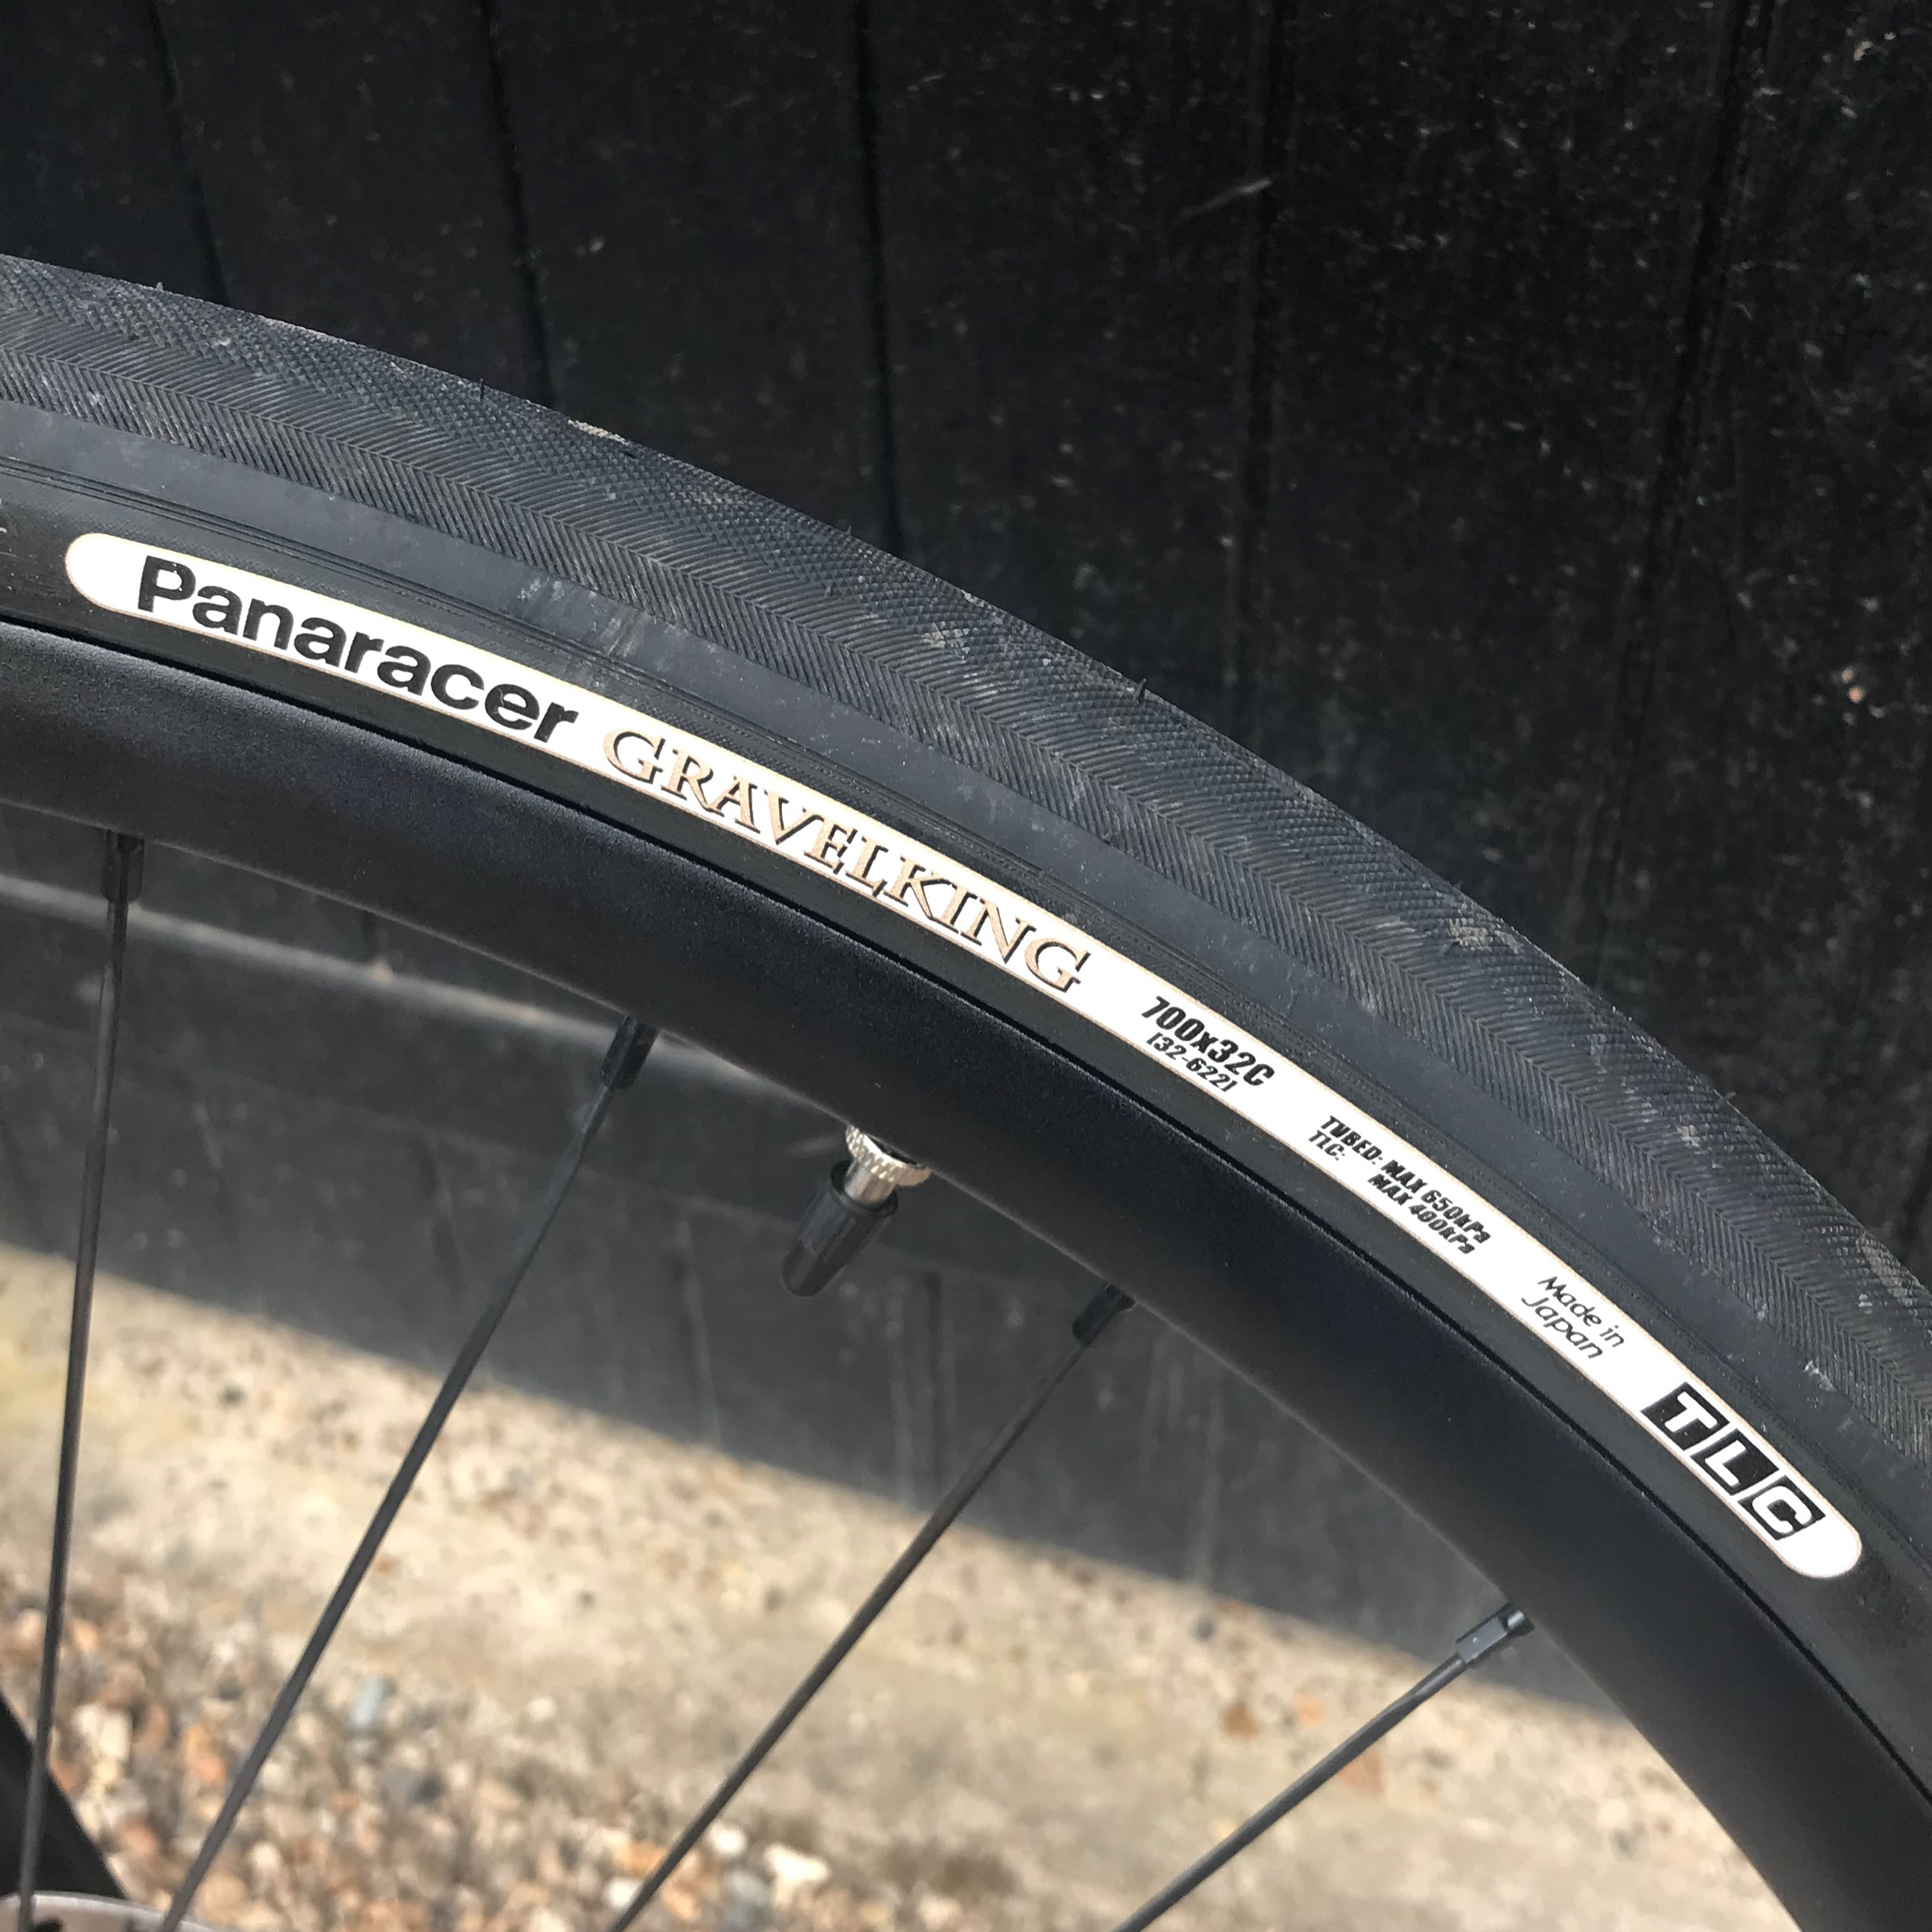 Panaracer GRAVELKING
700x32C
[32-622]
TUBED: MAX 650kPa
TLC: MAX 400kPa
Made in
Japan
TLC